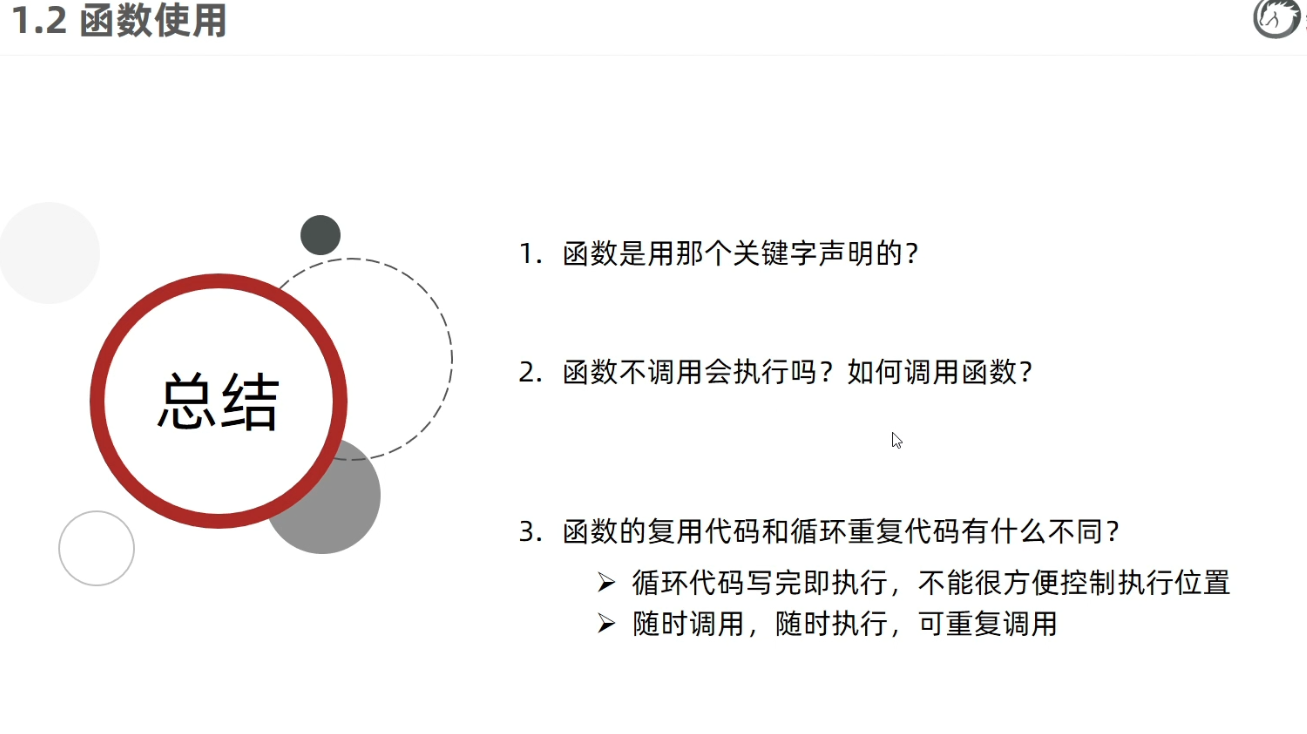 1.2 函数使用
总结
1. 函数是用那个关键字声明的？
2. 函数不调用会执行吗？如何调用函数？
3. 函数的复用代码和循环重复代码有什么不同？
➢ 循环代码写完即执行，不能很方便控制执行位置
➢ 随时调用，随时执行，可重复调用